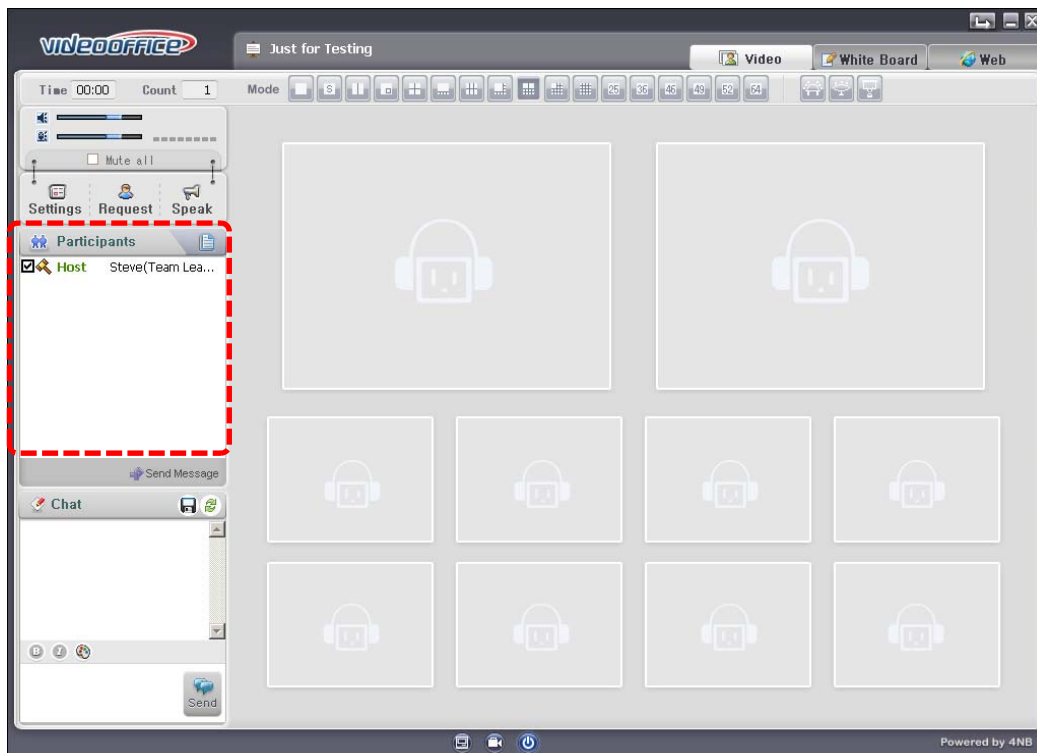 VIDEOOFFICE
Just for Testing
Video
White Board
Web
Time 00:00 Count 1
Mode S 25 36 46 49 52 64
Mute all
Settings Request Speak
Participants
Host Steve(Team Lea...
Send Message
Chat
B I
Send
Powered by 4NB